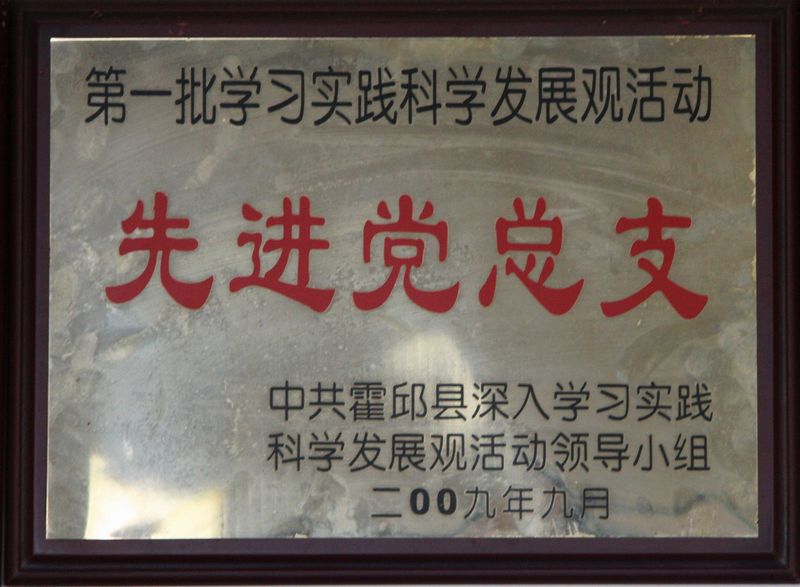 第一批学习实践科学发展观活动
先进党总支
中共霍邱县深入学习实践
科学发展观活动领导小组
二00九年九月